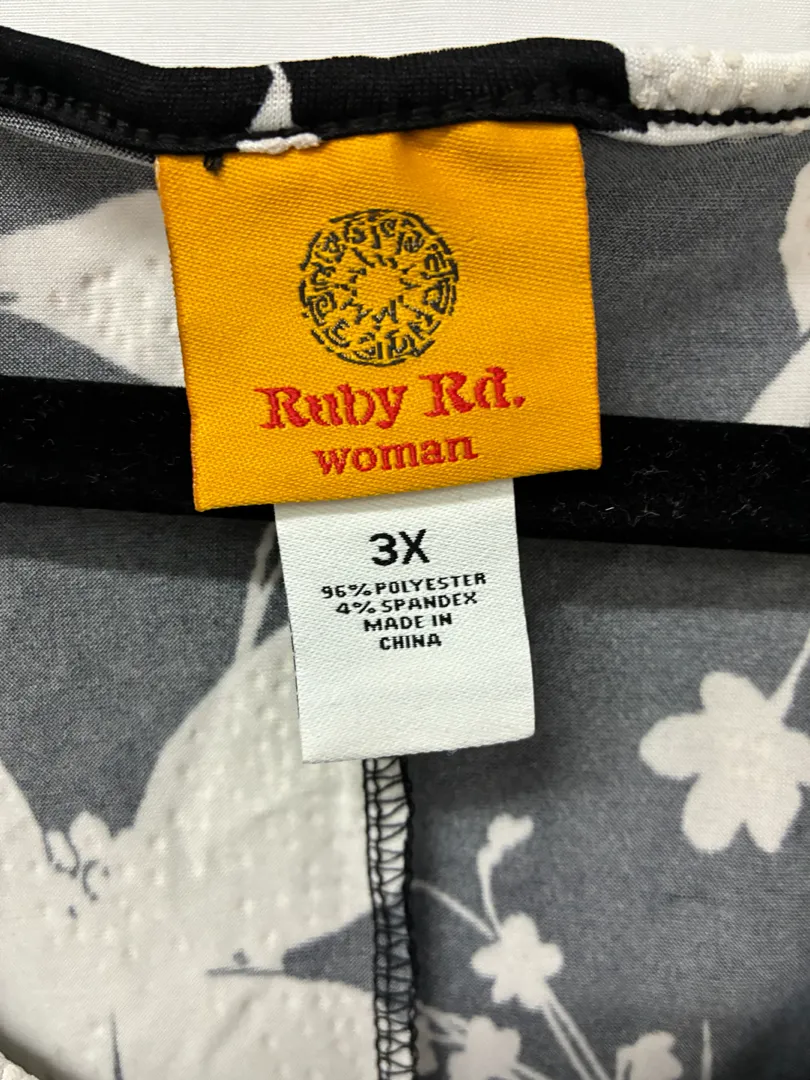 Ruby Rd.
woman
3X
96% POLYESTER
4% SPANDEX
MADE IN
CHINA